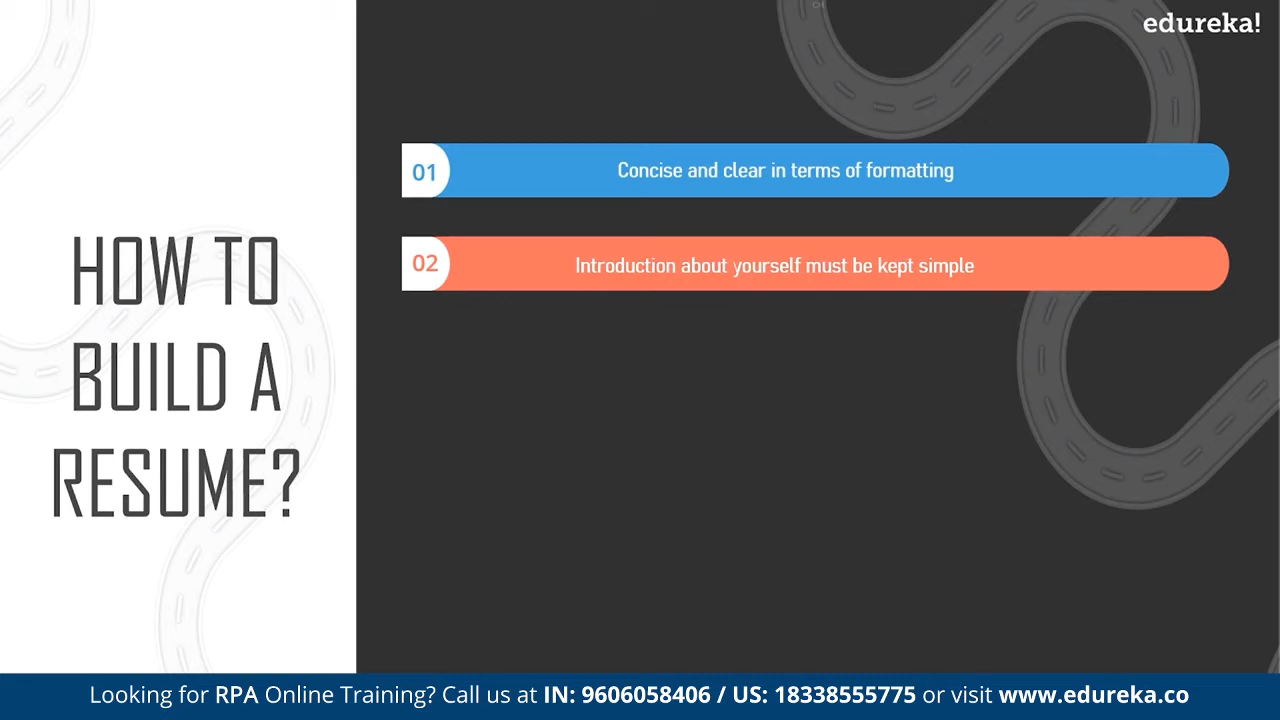 edureka!
HOW TO
BUILD A
RESUME?
01
Concise and clear in terms of formatting
02
Introduction about yourself must be kept simple
Looking for RPA Online Training? Call us at IN: 9606058406 / US: 18338555775 or visit www.edureka.co